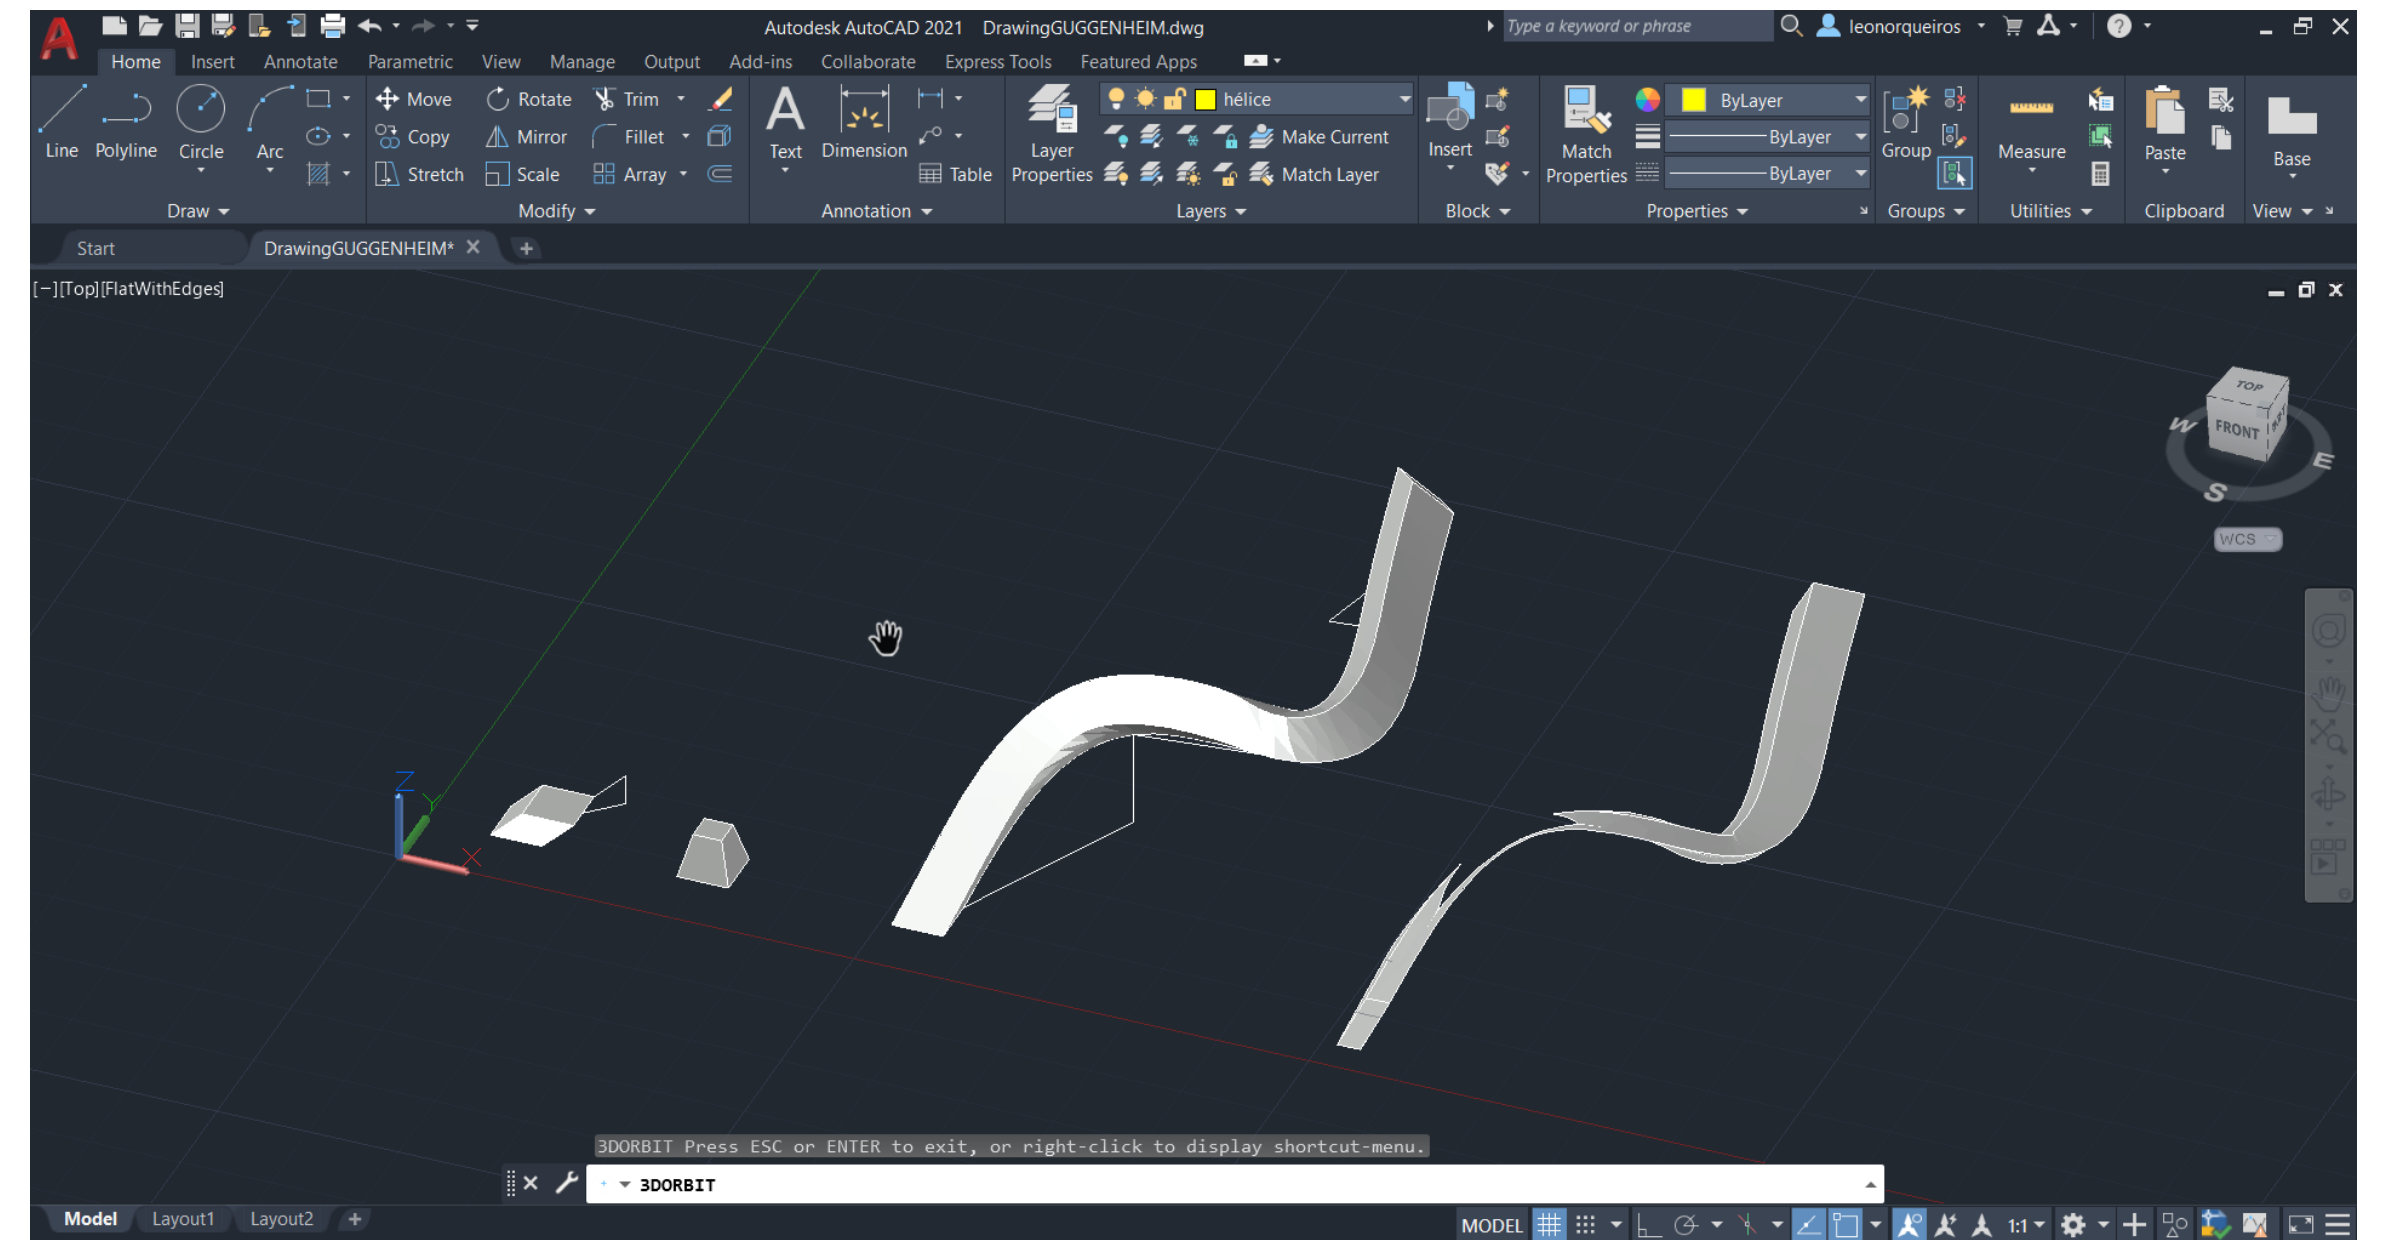 Autodesk AutoCAD 2021 DrawingGUGGENHEIM.dwg
Type a keyword or phrase
leonorqueiros
Home Insert Annotate Parametric View Manage Output Add-ins Collaborate Express Tools Featured Apps
Line Polyline Circle Arc
Draw
Move Rotate Trim
Copy Mirror Fillet
Stretch Scale Array
Modify
Text Dimension
Table
Annotation
Layer Properties
hélice
Make Current
Match Layer
Layers
Insert
Block
Match Properties
ByLayer
ByLayer
ByLayer
Properties
Group
Groups
Measure
Utilities
Paste
Clipboard
Base
View
Start DrawingGUGGENHEIM*
[−][Top][FlatWithEdges]
TOP
FRONT
W
E
S
WCS
Z
Y
X
3DORBIT Press ESC or ENTER to exit, or right-click to display shortcut-menu.
3DORBIT
Model Layout1 Layout2
MODEL
1:1